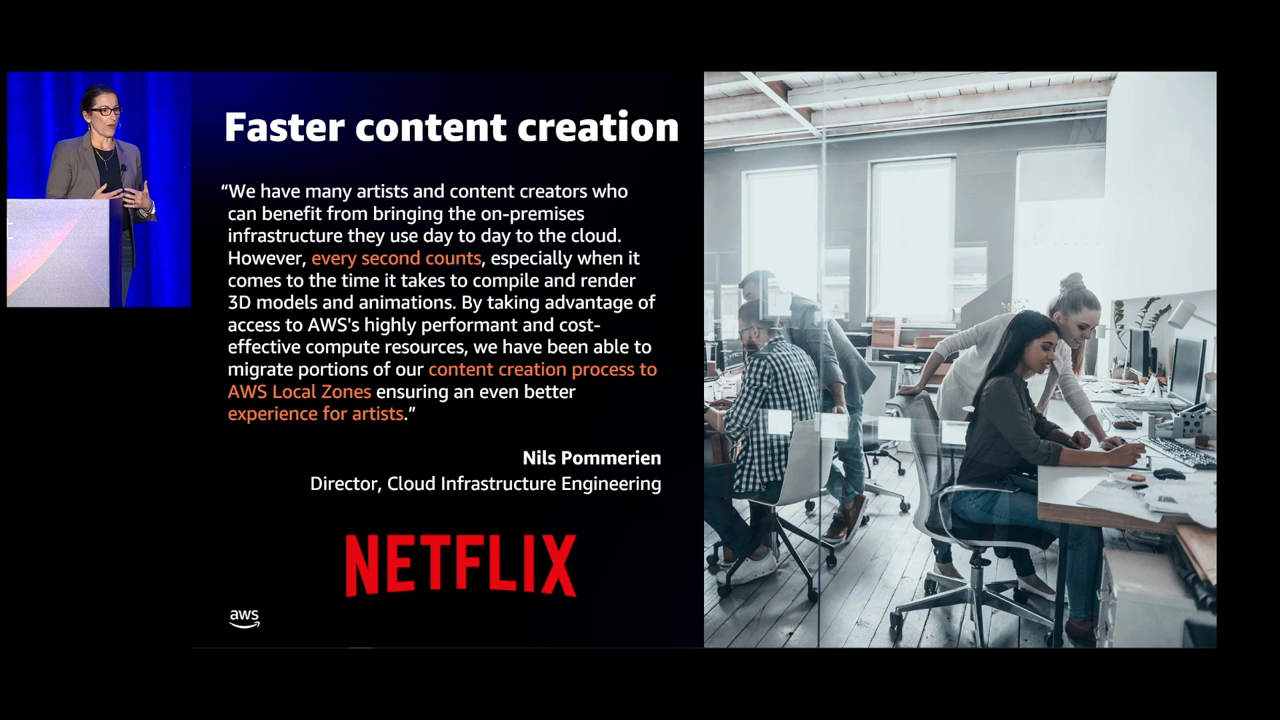 Faster content creation
“We have many artists and content creators who
can benefit from bringing the on-premises
infrastructure they use day to day to the cloud.
However, every second counts, especially when it
comes to the time it takes to compile and render
3D models and animations. By taking advantage of
access to AWS's highly performant and cost-
effective compute resources, we have been able to
migrate portions of our content creation process to
AWS Local Zones ensuring an even better
experience for artists.”
Nils Pommerien
Director, Cloud Infrastructure Engineering
NETFLIX
aws